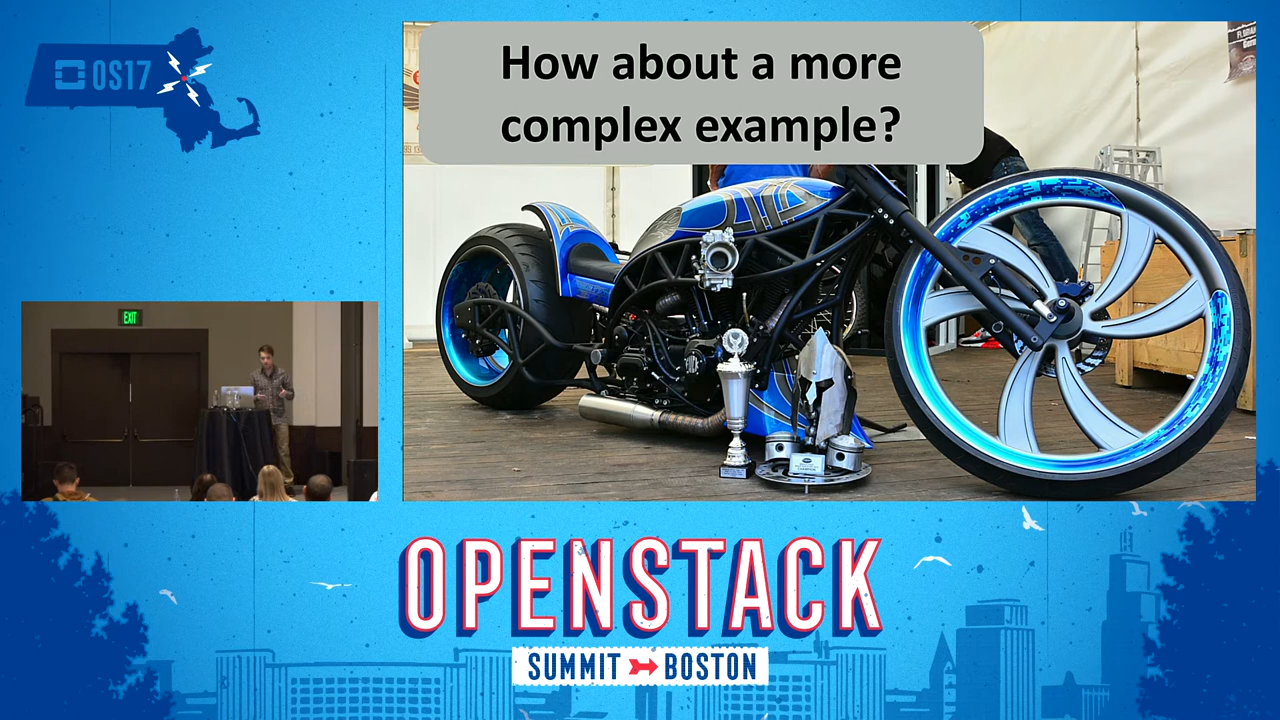 OS17
How about a more
complex example?
EXIT
OPENSTACK
SUMMIT BOSTON